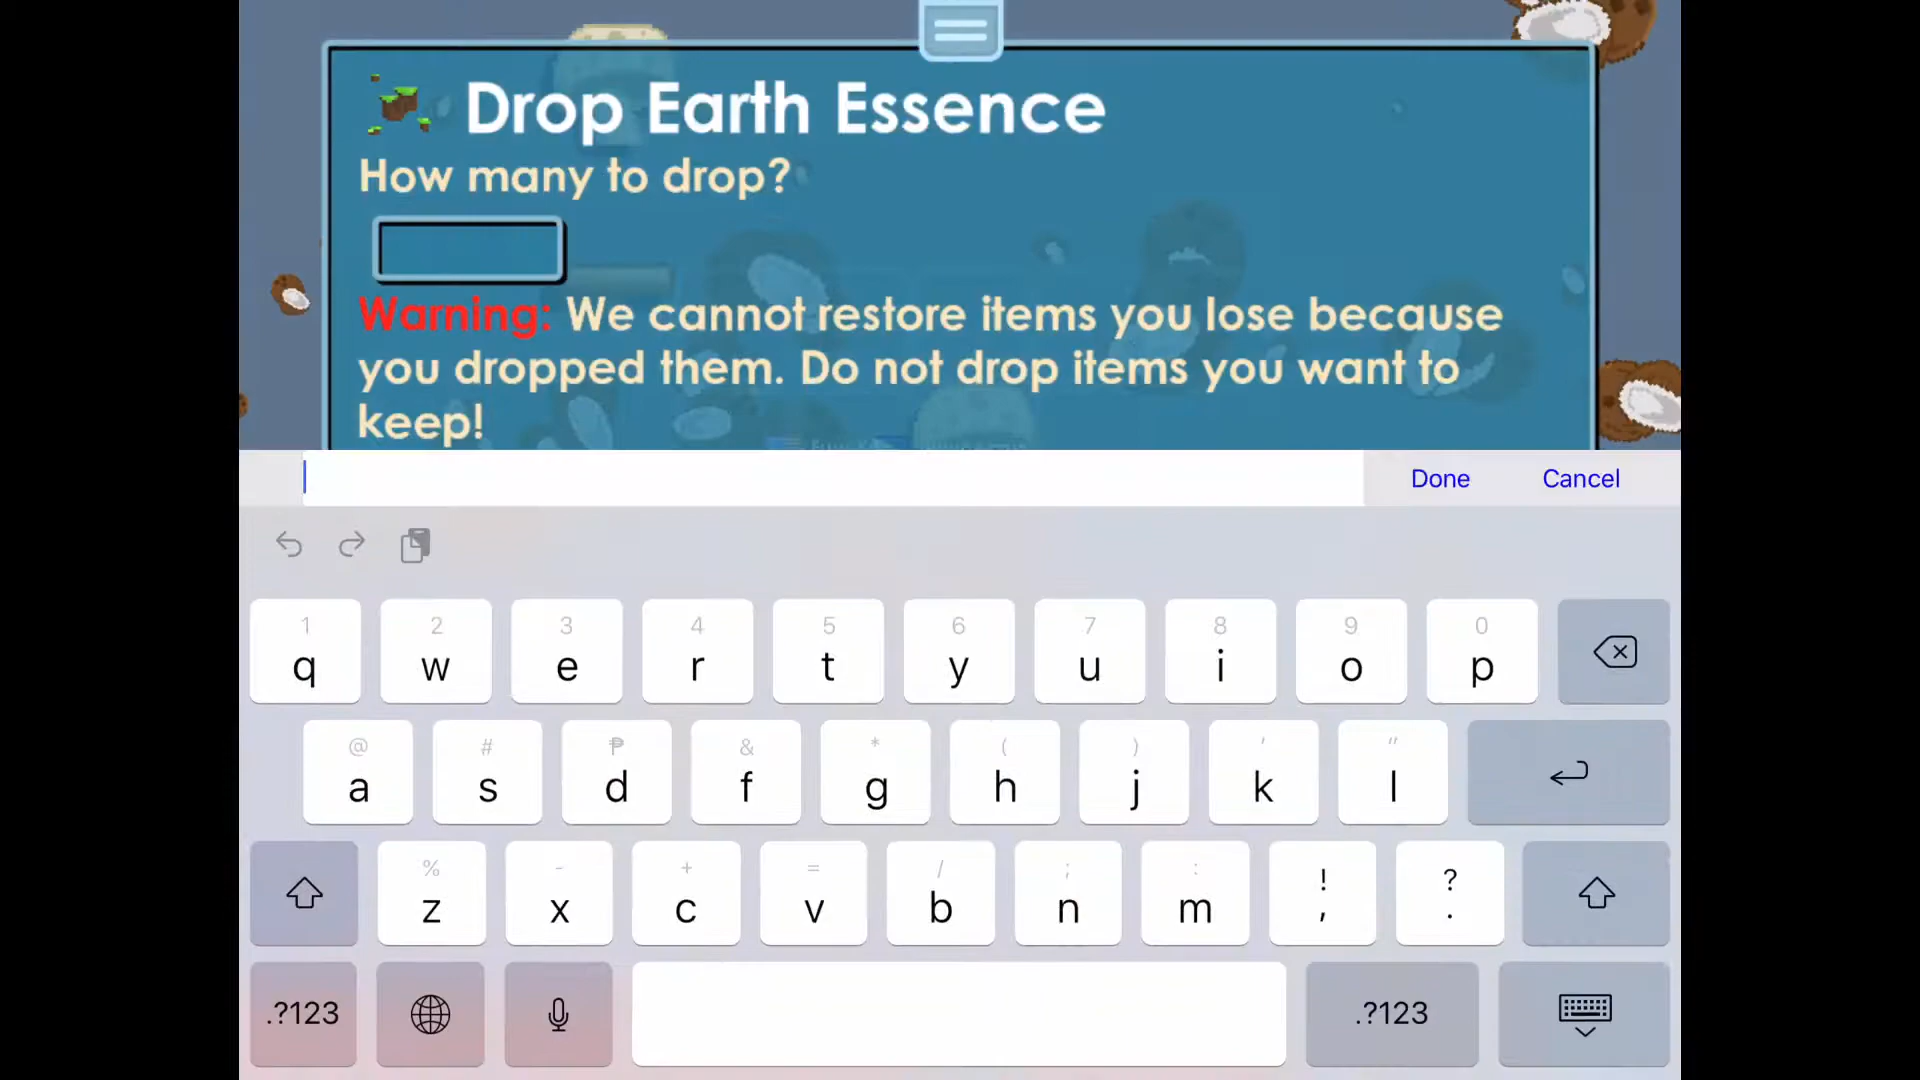 Drop Earth Essence
How many to drop?
Warning: We cannot restore items you lose because
you dropped them. Do not drop items you want to
keep!
Done Cancel
1 2 3 4 5 6 7 8 9 0
q w e r t y u i o p
@ # ₱ & * ( ) ' "
a s d f g h j k l
% - + = / ; : ! ?
z x c v b n m , .
.?123 .?123